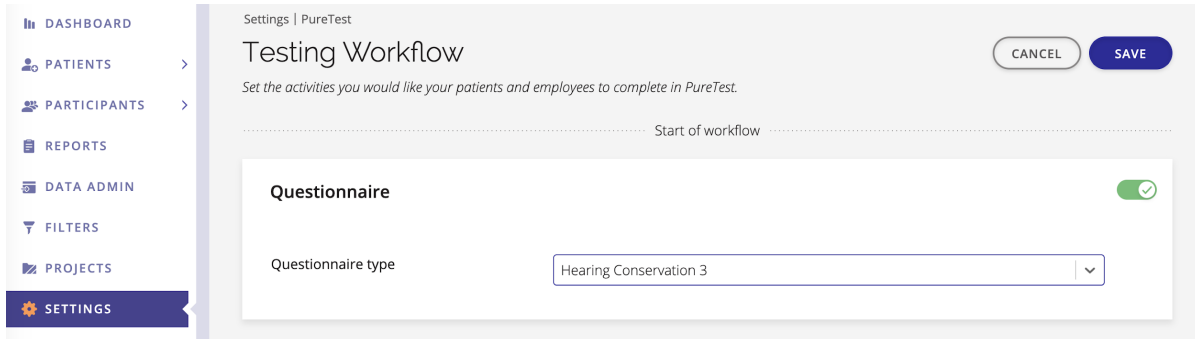 DASHBOARD
PATIENTS
PARTICIPANTS
REPORTS
DATA ADMIN
FILTERS
PROJECTS
SETTINGS
Settings | PureTest
Testing Workflow
CANCEL
SAVE
Set the activities you would like your patients and employees to complete in PureTest.
Start of workflow
Questionnaire
Questionnaire type
Hearing Conservation 3